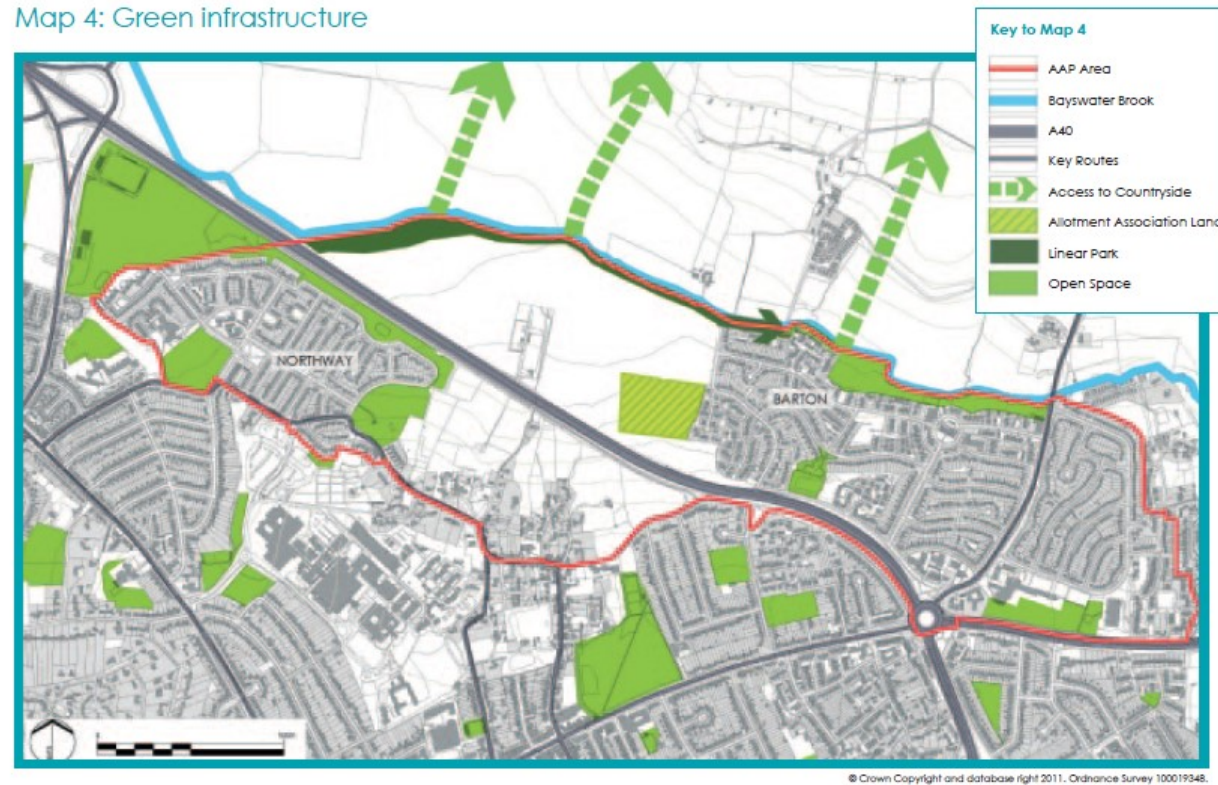 Map 4: Green infrastructure
Key to Map 4
AAP Area
Bayswater Brook
A40
Key Routes
Access to Countryside
Allotment Association Land
Linear Park
Open Space
NORTHWAY
BARTON
© Crown Copyright and database right 2011. Ordnance Survey 100019348.